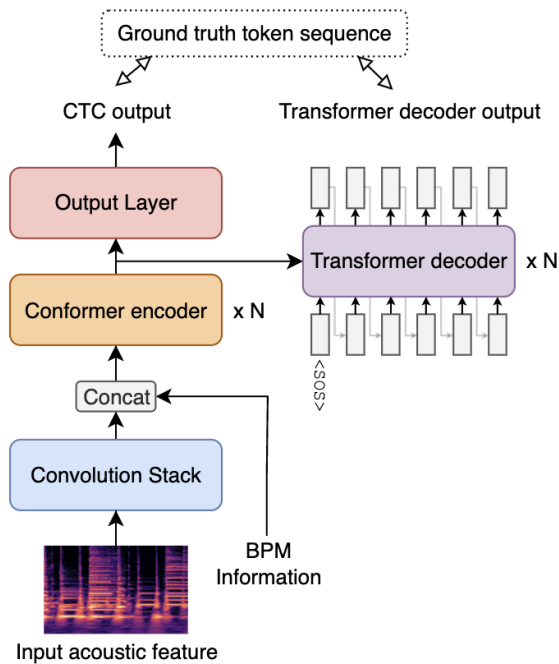 Ground truth token sequence
CTC output
Transformer decoder output
Output Layer
Transformer decoder
x N
Conformer encoder
x N
<SOS>
Concat
Convolution Stack
BPM
Information
Input acoustic feature